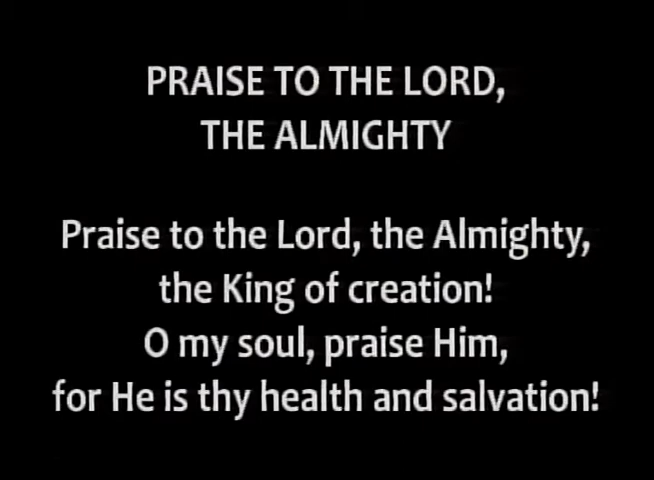 PRAISE TO THE LORD,
THE ALMIGHTY
Praise to the Lord, the Almighty,
the King of creation!
O my soul, praise Him,
for He is thy health and salvation!